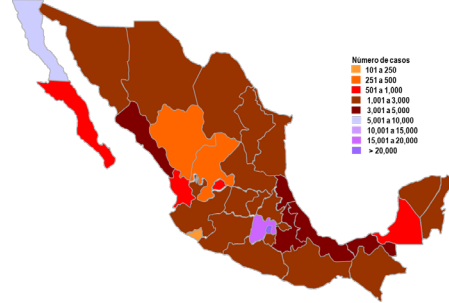 Número de casos
101 a 250
251 a 500
501 a 1,000
1,001 a 3,000
3,001 a 5,000
5,001 a 10,000
10,001 a 15,000
15,001 a 20,000
> 20,000